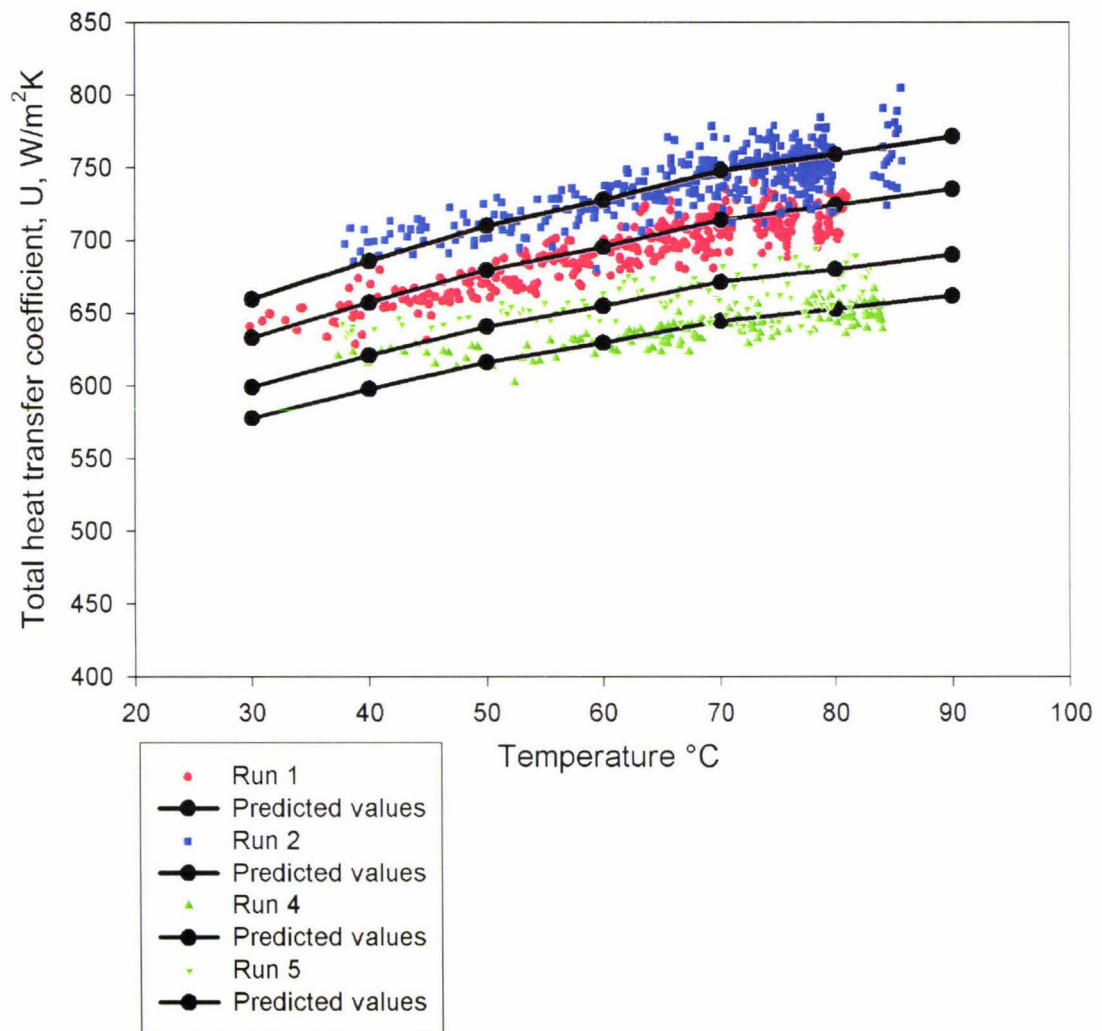 850
800
750
700
650
600
550
500
450
400
Total heat transfer coefficient, U, W/m²K
20 30 40 50 60 70 80 90 100
Temperature °C
Run 1
Predicted values
Run 2
Predicted values
Run 4
Predicted values
Run 5
Predicted values